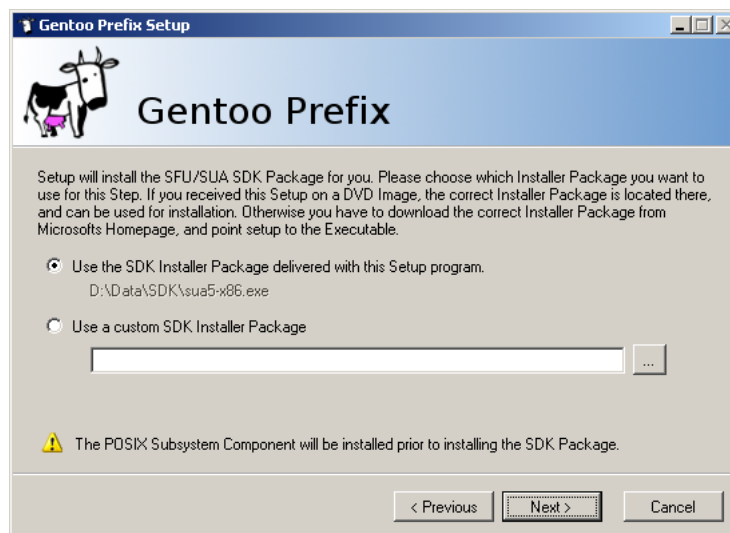 Gentoo Prefix Setup
Gentoo Prefix
Setup will install the SFU/SUA SDK Package for you. Please choose which Installer Package you want to
use for this Step. If you received this Setup on a DVD Image, the correct Installer Package is located there,
and can be used for installation. Otherwise you have to download the correct Installer Package from
Microsofts Homepage, and point setup to the Executable.
Use the SDK Installer Package delivered with this Setup program.
D:\Data\SDK\sua5-x86.exe
Use a custom SDK Installer Package
...
The POSIX Subsystem Component will be installed prior to installing the SDK Package.
< Previous
Next >
Cancel